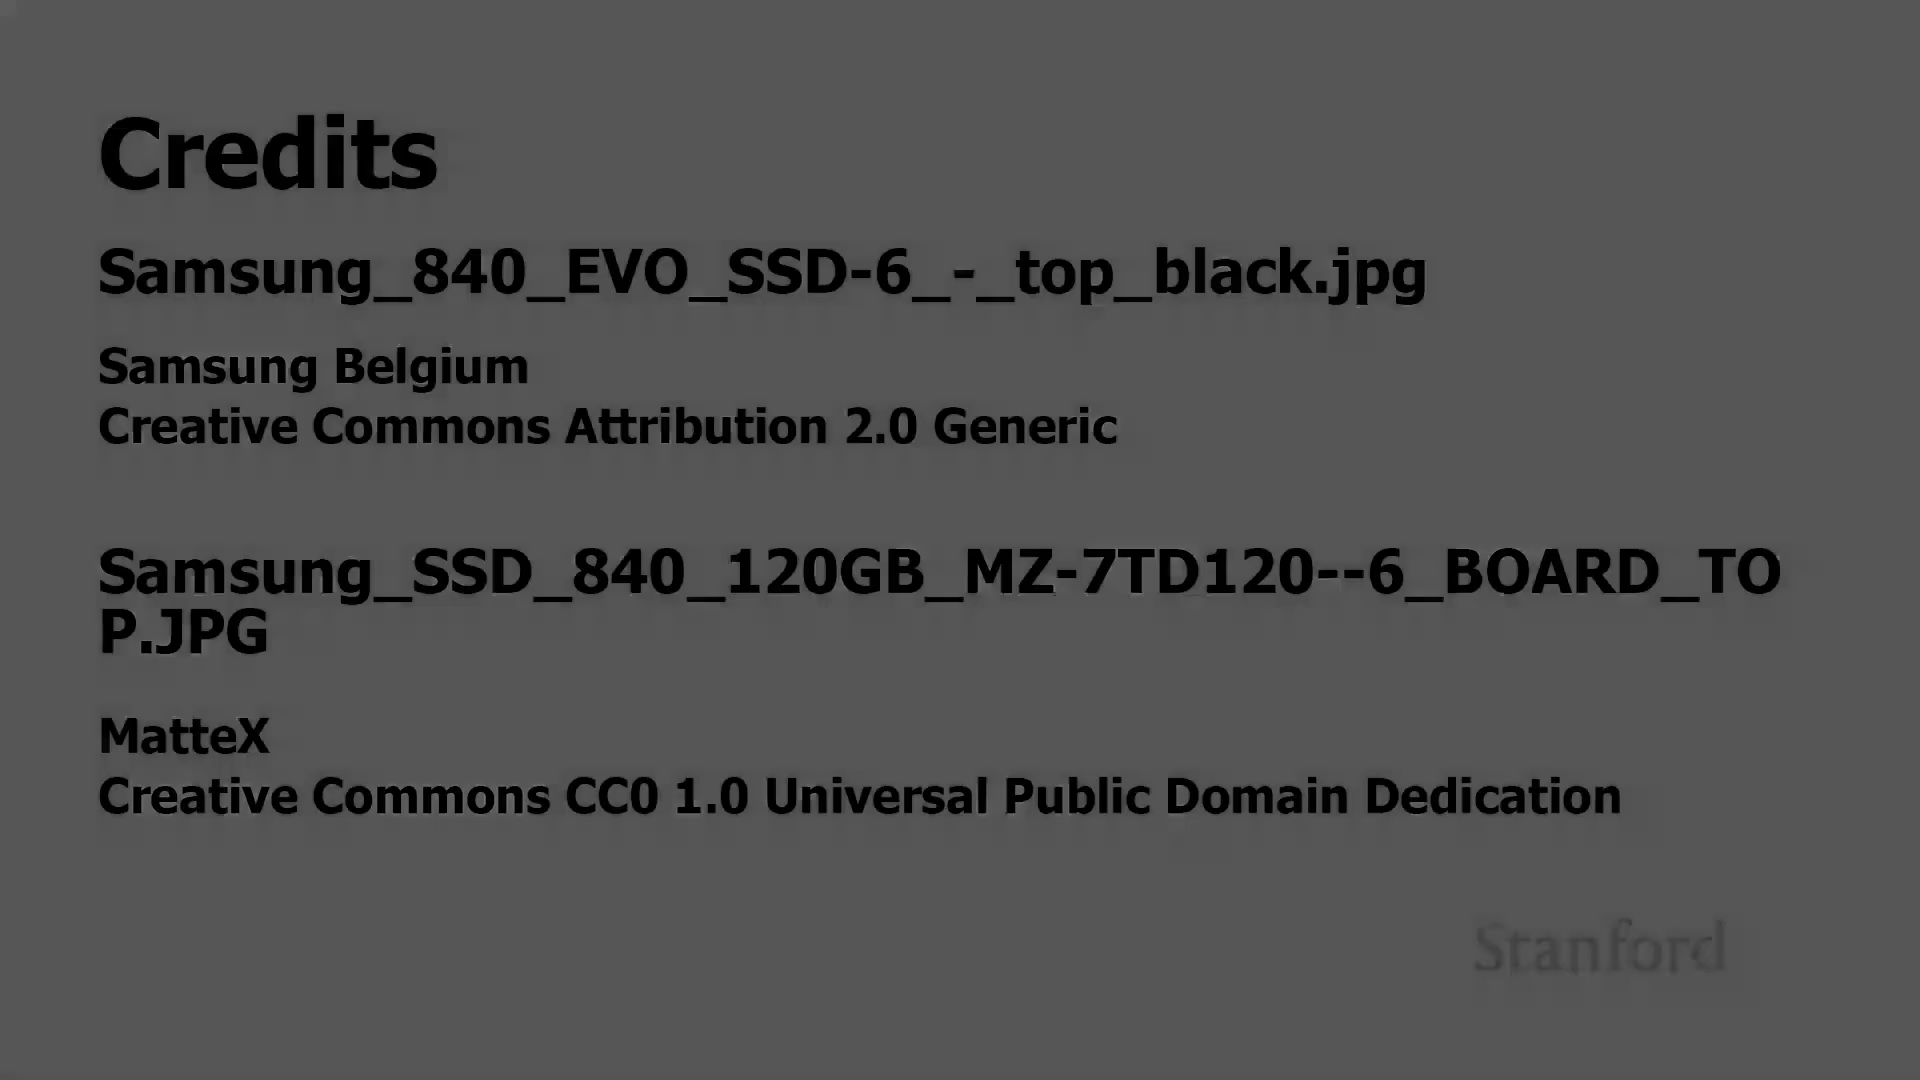 Credits
Samsung_840_EVO_SSD-6_-_top_black.jpg
Samsung Belgium
Creative Commons Attribution 2.0 Generic
Samsung_SSD_840_120GB_MZ-7TD120--6_BOARD_TO
P.JPG
MatteX
Creative Commons CC0 1.0 Universal Public Domain Dedication
Stanford